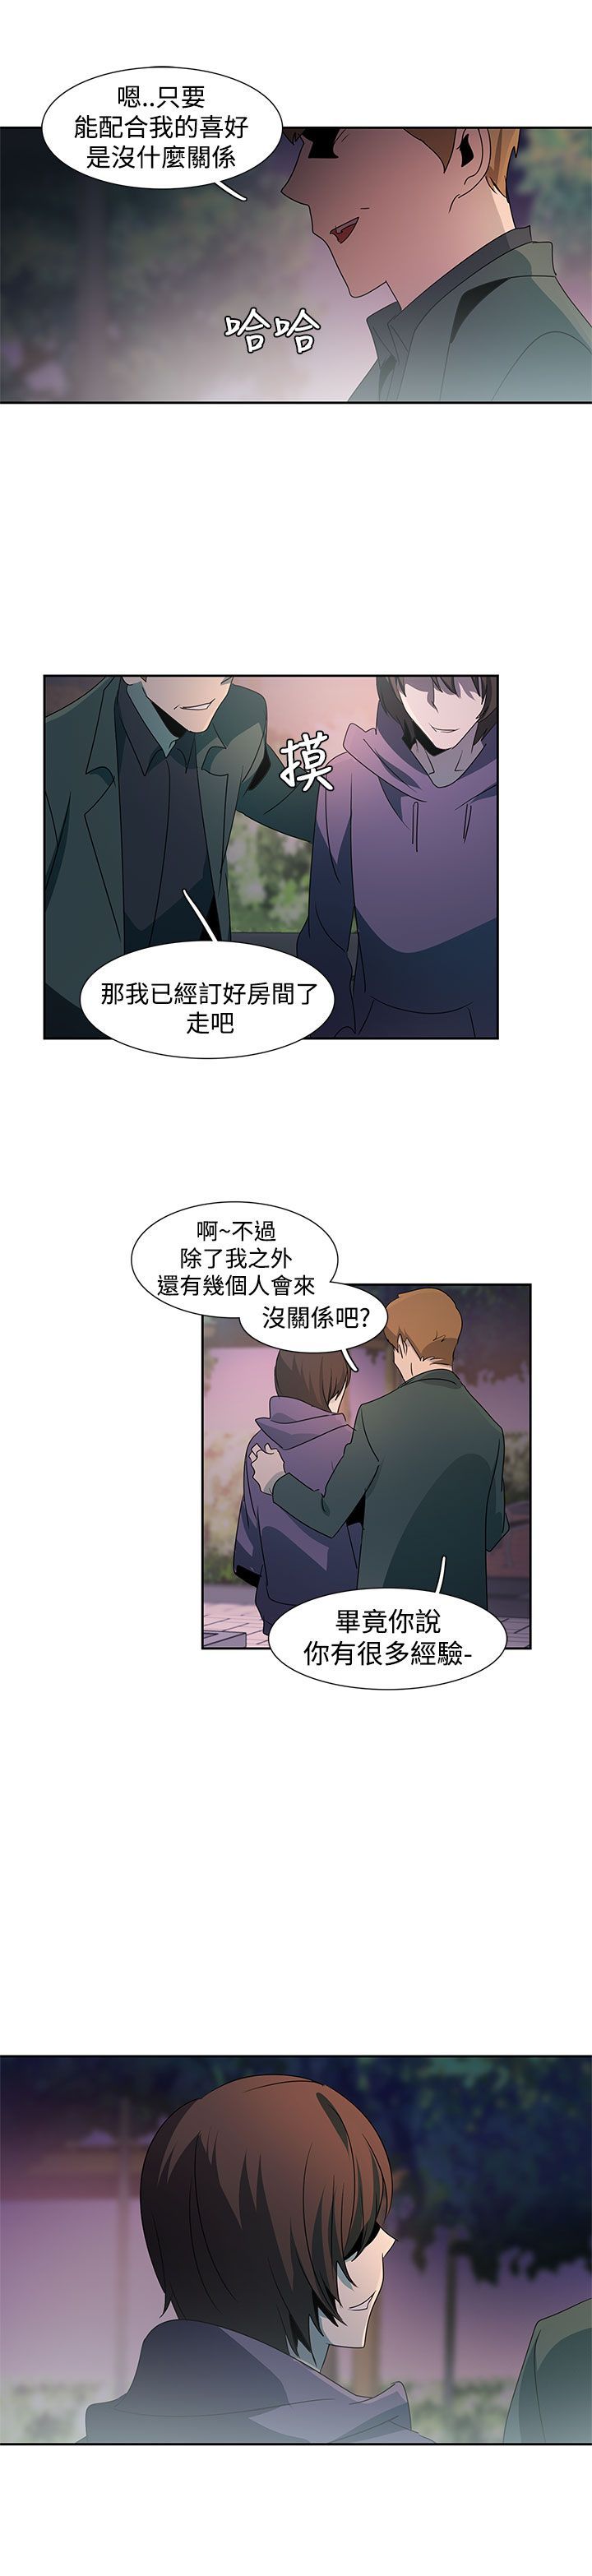 嗯..只要
能配合我的喜好
是沒什麼關係
哈哈
摸
那我已經訂好房間了
走吧
啊~不過
除了我之外
還有幾個人會來
沒關係吧?
畢竟你說
你有很多經驗-